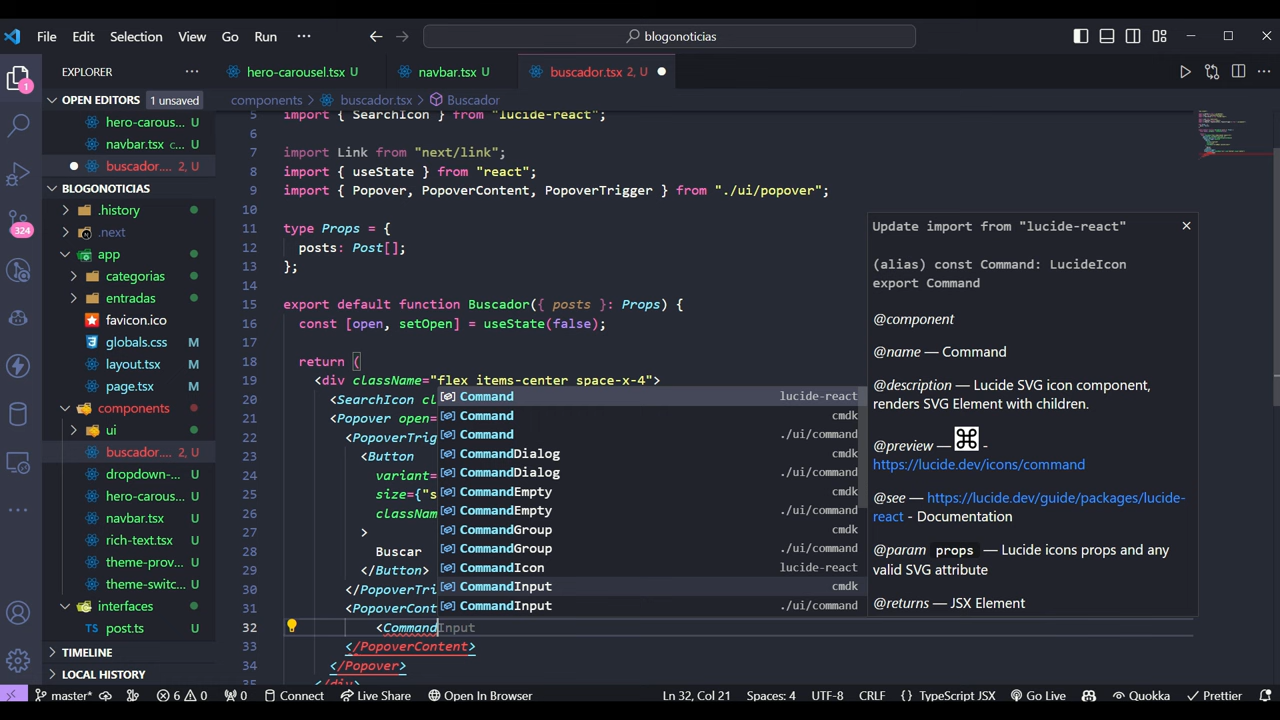 File Edit Selection View Go Run ··· blogonoticias
EXPLORER ···
hero-carousel.tsx U navbar.tsx U buscador.tsx 2, U
OPEN EDITORS 1 unsaved
hero-carous... U
navbar.tsx c... U
buscador.... 2, U
BLOGONOTICIAS
.history
.next
app
categorias
entradas
favicon.ico
globals.css M
layout.tsx M
page.tsx M
components
ui
buscador.... 2, U
dropdown-... U
hero-carous... U
navbar.tsx U
rich-text.tsx U
theme-prov... U
theme-switc... U
interfaces
post.ts U
TIMELINE
LOCAL HISTORY
1
324
components > buscador.tsx > Buscador
5 import { SearchIcon } from "lucide-react";
6
7 import Link from "next/link";
8 import { useState } from "react";
9 import { Popover, PopoverContent, PopoverTrigger } from "./ui/popover";
10
11 type Props = {
12 posts: Post[];
13 };
14
15 export default function Buscador({ posts }: Props) {
16 const [open, setOpen] = useState(false);
17
18 return (
19 <div className="flex items-center space-x-4">
20 <SearchIcon cl
21 <Popover open=
22 <PopoverTrig
23 <Button
24 variant=
25 size={"s
26 classNam
27 >
28 Buscar
29 </Button>
30 </PopoverTri
31 <PopoverCont
32 <CommandInput
33 </PopoverContent>
34 </Popover>
35 </div>
Command lucide-react
Command cmdk
Command ./ui/command
CommandDialog cmdk
CommandDialog ./ui/command
CommandEmpty cmdk
CommandEmpty ./ui/command
CommandGroup cmdk
CommandGroup ./ui/command
CommandIcon lucide-react
CommandInput cmdk
CommandInput ./ui/command
Update import from "lucide-react"
(alias) const Command: LucideIcon
export Command
@component
@name — Command
@description — Lucide SVG icon component,
renders SVG Element with children.
@preview — ⌘ -
https://lucide.dev/icons/command
@see — https://lucide.dev/guide/packages/lucide-
react - Documentation
@param props — Lucide icons props and any
valid SVG attribute
@returns — JSX Element
master* 6 0 0 Connect Live Share Open In Browser Ln 32, Col 21 Spaces: 4 UTF-8 CRLF {} TypeScript JSX Go Live Quokka Prettier